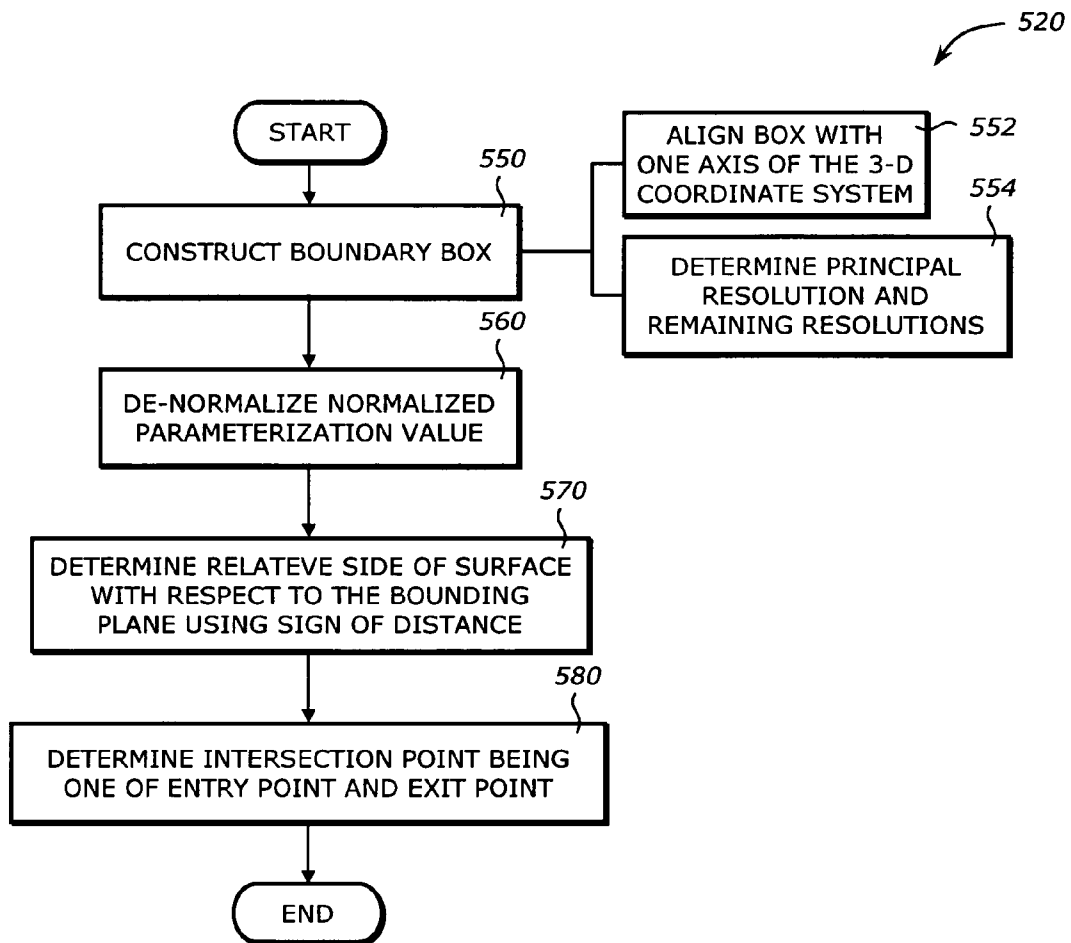 520
START
550
CONSTRUCT BOUNDARY BOX
552
ALIGN BOX WITH
ONE AXIS OF THE 3-D
COORDINATE SYSTEM
554
DETERMINE PRINCIPAL
RESOLUTION AND
REMAINING RESOLUTIONS
560
DE-NORMALIZE NORMALIZED
PARAMETERIZATION VALUE
570
DETERMINE RELATEVE SIDE OF SURFACE
WITH RESPECT TO THE BOUNDING
PLANE USING SIGN OF DISTANCE
580
DETERMINE INTERSECTION POINT BEING
ONE OF ENTRY POINT AND EXIT POINT
END